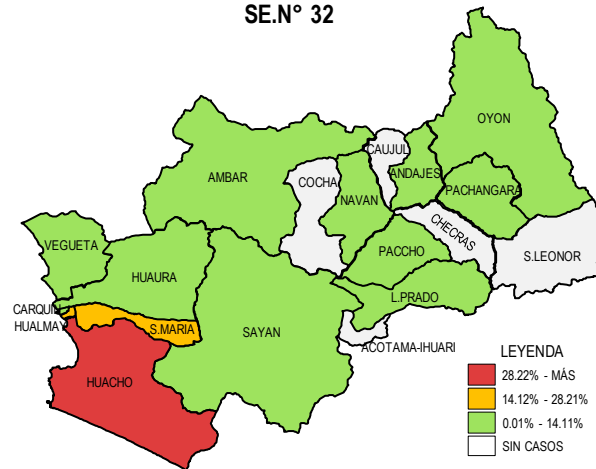 SE.N° 32
OYON
CAUJUL
ANDAJES
AMBAR
COCHA
NAVAN
PACHANGARA
CHECRAS
VEGUETA
PACCHO
S.LEONOR
HUAURA
L.PRADO
CARQUIN
HUALMAY
S.MARIA
SAYAN
ACOTAMA-IHUARI
HUACHO
LEYENDA
28.22% - MÁS
14.12% - 28.21%
0.01% - 14.11%
SIN CASOS